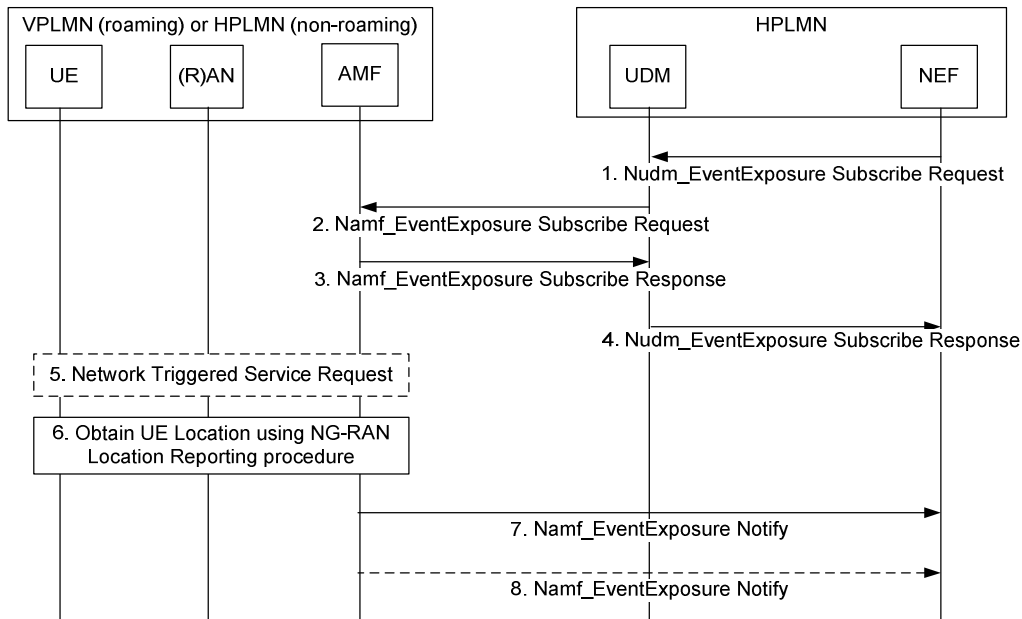 VPLMN (roaming) or HPLMN (non-roaming)
HPLMN
UE
(R)AN
AMF
UDM
NEF
1. Nudm_EventExposure Subscribe Request
2. Namf_EventExposure Subscribe Request
3. Namf_EventExposure Subscribe Response
4. Nudm_EventExposure Subscribe Response
5. Network Triggered Service Request
6. Obtain UE Location using NG-RAN
Location Reporting procedure
7. Namf_EventExposure Notify
8. Namf_EventExposure Notify